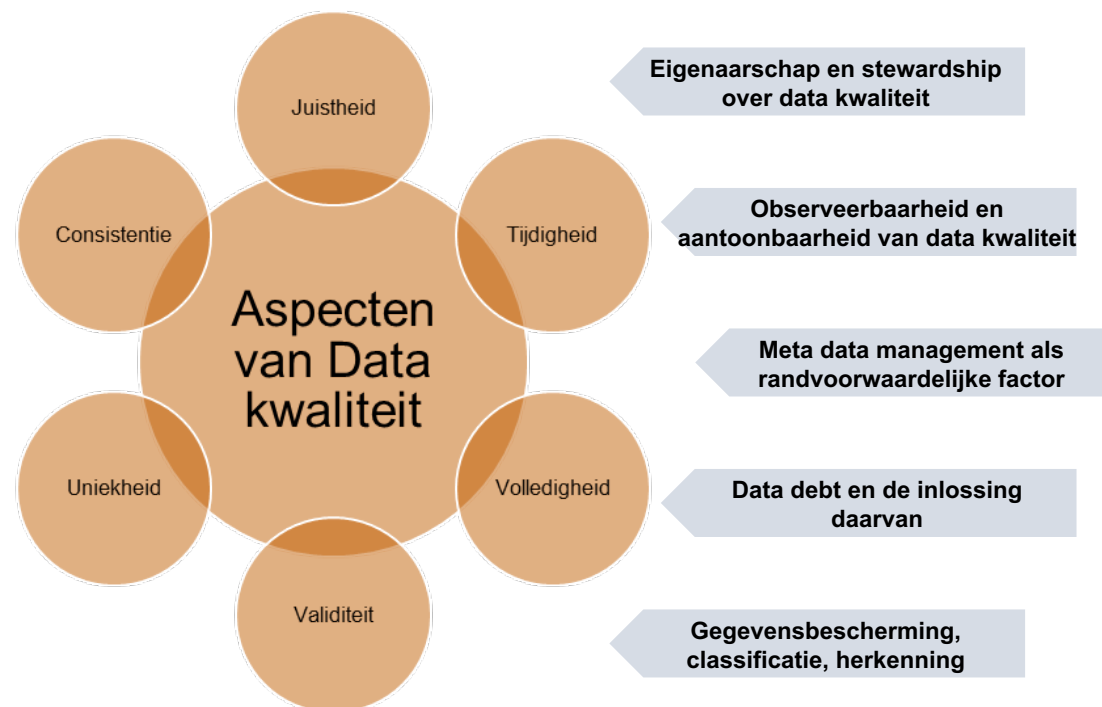 Juistheid
Consistentie
Tijdigheid
Aspecten
van Data
kwaliteit
Uniekheid
Volledigheid
Validiteit
Eigenaarschap en stewardship
over data kwaliteit
Observeerbaarheid en
aantoonbaarheid van data kwaliteit
Meta data management als
randvoorwaardelijke factor
Data debt en de inlossing
daarvan
Gegevensbescherming,
classificatie, herkenning